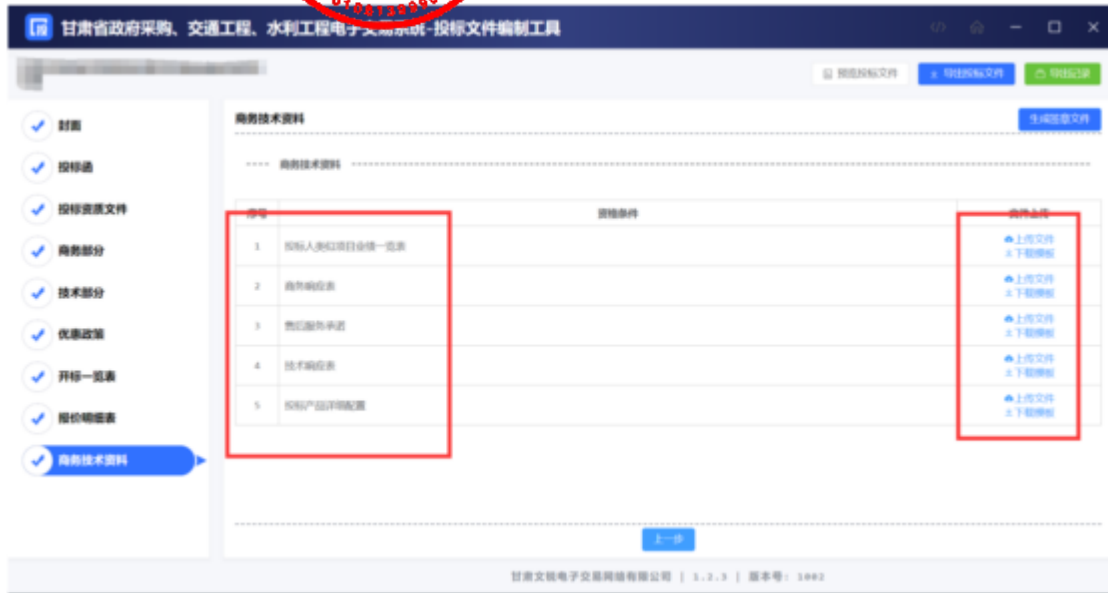 甘肃省政府采购、交通工程、水利工程电子交易系统-投标文件编制工具
预览投标文件
导出投标文件
导出记录
封面
投标函
投标资质文件
商务部分
技术部分
优惠政策
开标一览表
报价明细表
商务技术资料
商务技术资料
生成签章文件
商务技术资料
序号 资格条件 文件上传
1 投标人类似项目业绩一览表 上传文件
下载模板
2 商务响应表 上传文件
下载模板
3 售后服务承诺 上传文件
下载模板
4 技术响应表 上传文件
下载模板
5 投标产品详细配置 上传文件
下载模板
上一步
甘肃文锐电子交易网络有限公司 | 1.2.3 | 版本号: 1002